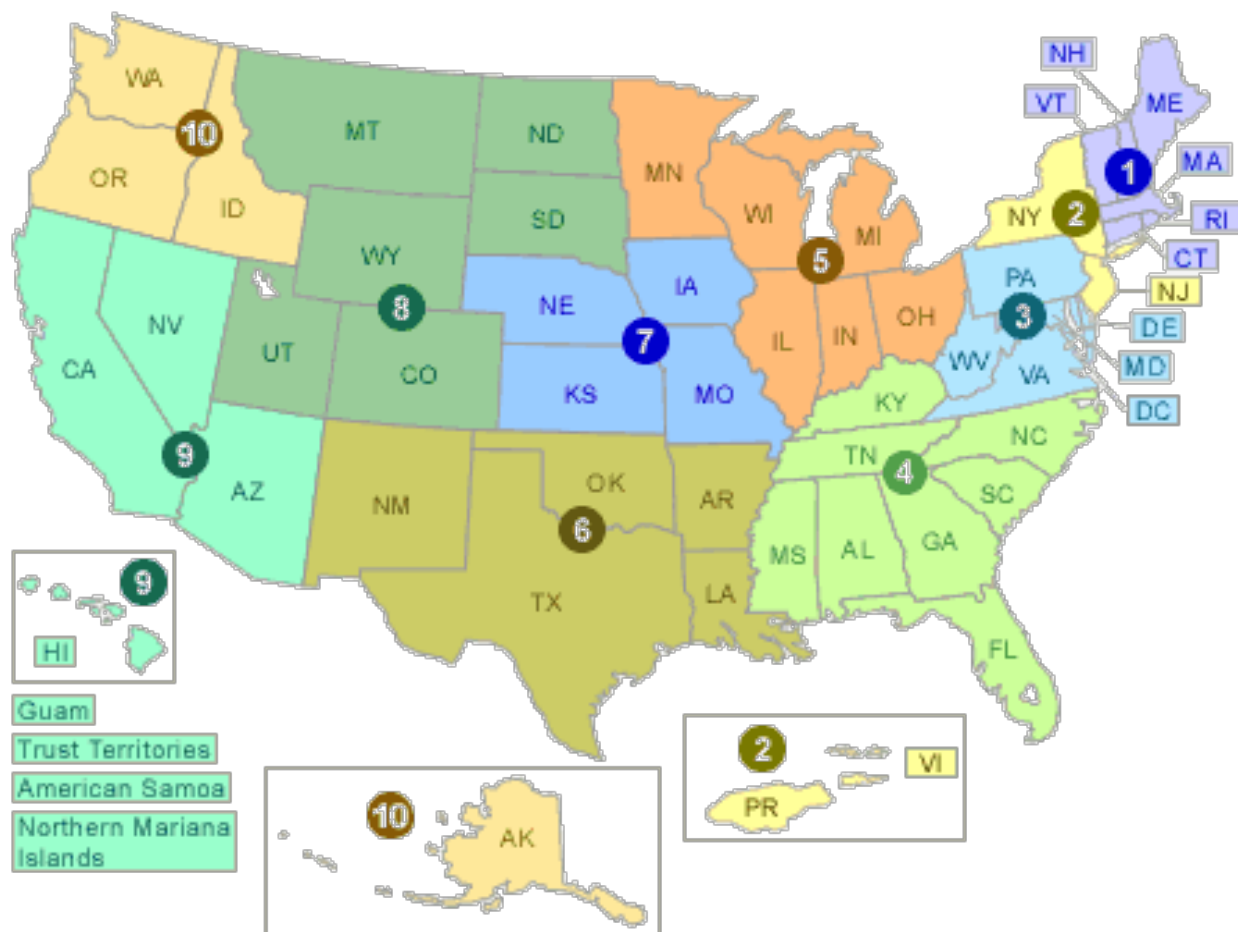 NH
VT
ME
WA
MT
ND
MA
10
OR
MN
1
ID
WI
NY
2
RI
SD
MI
WY
5
CT
PA
IA
NJ
8
NE
3
DE
NV
7
OH
IL
IN
UT
CO
WV
MD
CA
VA
KS
MO
KY
DC
NC
TN
9
4
AZ
OK
SC
NM
AR
6
GA
MS
AL
9
TX
LA
HI
FL
Guam
Trust Territories
2
VI
American Samoa
PR
10
Northern Mariana
Islands
AK